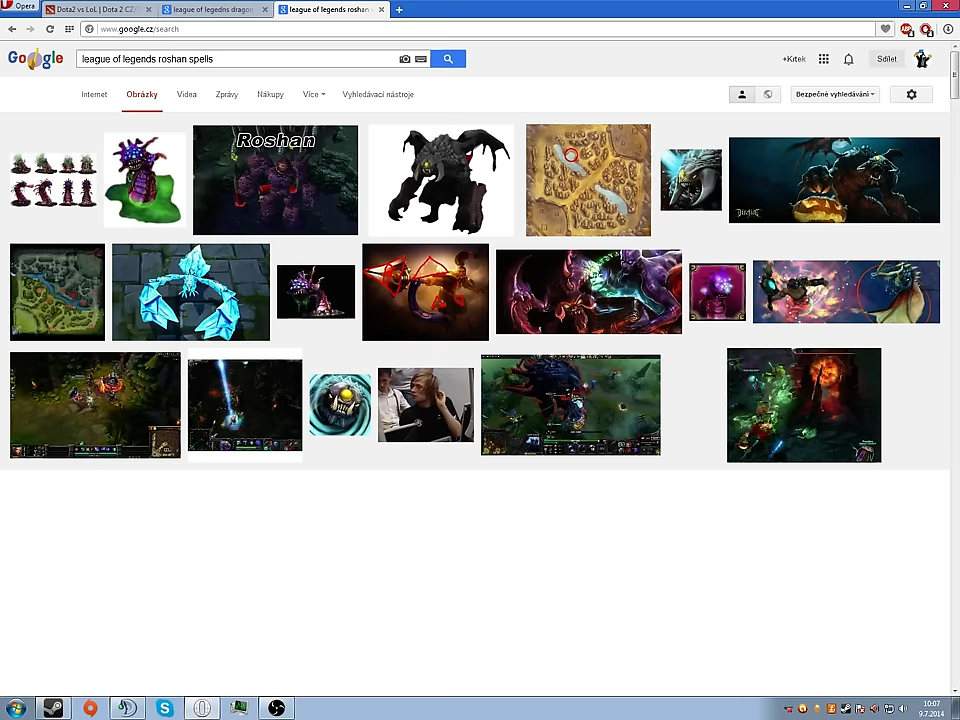 Opera
Dota2 vs LoL | Dota 2 CZ/
league of legedns dragon
league of legends roshan
www.google.cz/search
Google
league of legends roshan spells
+Kitek
Sdílet
Internet
Obrázky
Videa
Zprávy
Nákupy
Více
Vyhledávací nástroje
Bezpečné vyhledávání
Roshan
10:07
9.7.2014